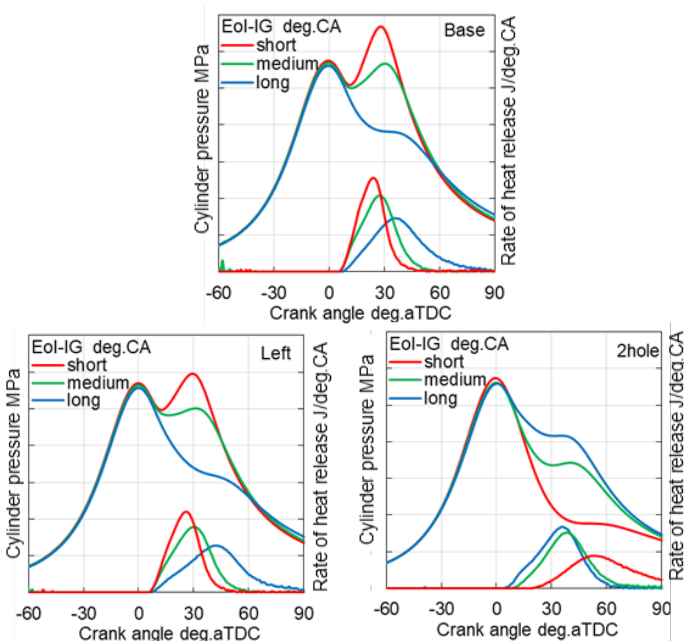 EoI-IG deg.CA
Base
short
medium
long
Cylinder pressure MPa
Rate of heat release J/deg.CA
-60 -30 0 30 60 90
Crank angle deg.aTDC
EoI-IG deg.CA
Left
short
medium
long
Cylinder pressure MPa
Rate of heat release J/deg.CA
-60 -30 0 30 60 90
Crank angle deg.aTDC
EoI-IG deg.CA
2hole
short
medium
long
Cylinder pressure MPa
Rate of heat release J/deg.CA
-60 -30 0 30 60 90
Crank angle deg.aTDC